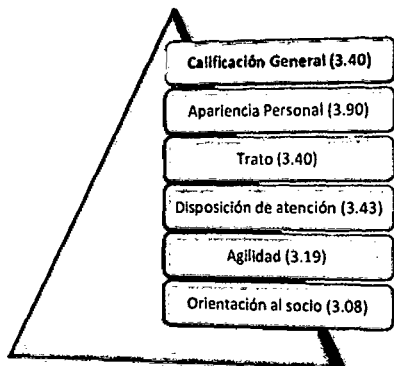 Calificación General (3.40)
Apariencia Personal (3.90)
Trato (3.40)
Disposición de atención (3.43)
Agilidad (3.19)
Orientación al socio (3.08)